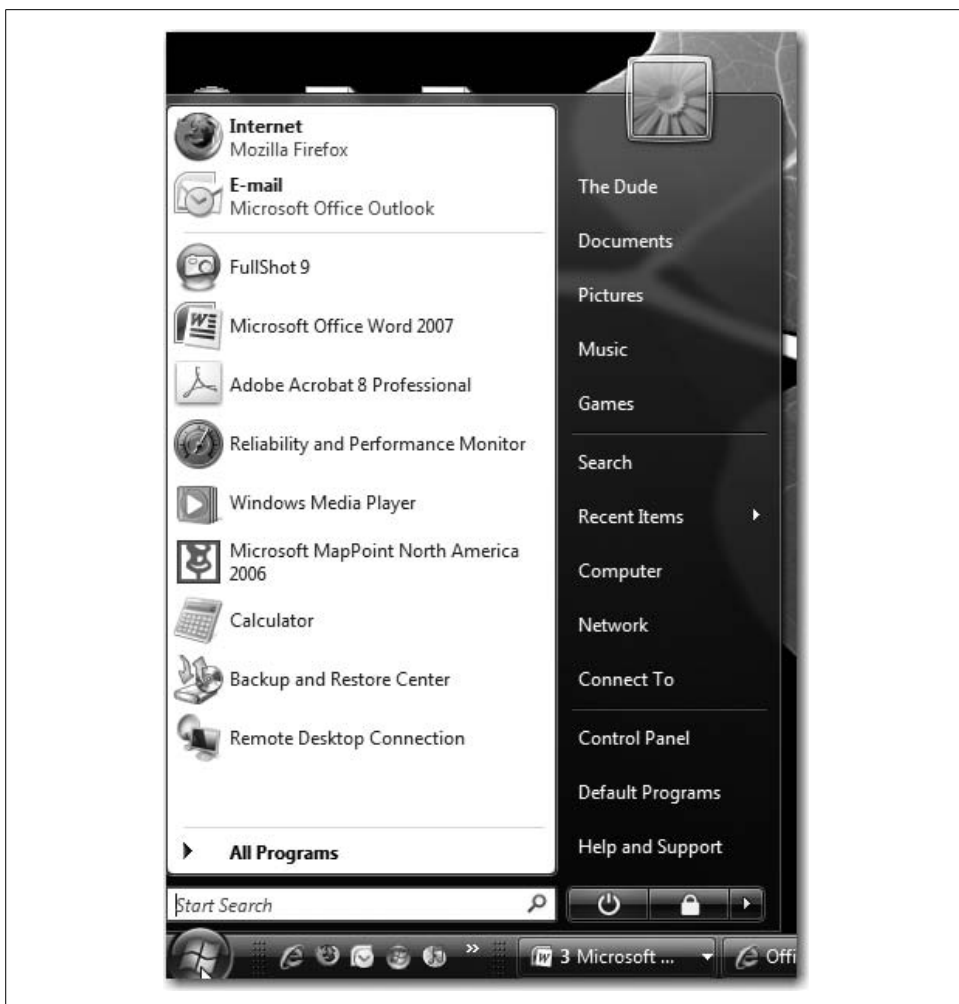 Internet
Mozilla Firefox
E-mail
Microsoft Office Outlook
FullShot 9
Microsoft Office Word 2007
Adobe Acrobat 8 Professional
Reliability and Performance Monitor
Windows Media Player
Microsoft MapPoint North America
2006
Calculator
Backup and Restore Center
Remote Desktop Connection
All Programs
Start Search
The Dude
Documents
Pictures
Music
Games
Search
Recent Items
Computer
Network
Connect To
Control Panel
Default Programs
Help and Support
3 Microsoft ...
Offi